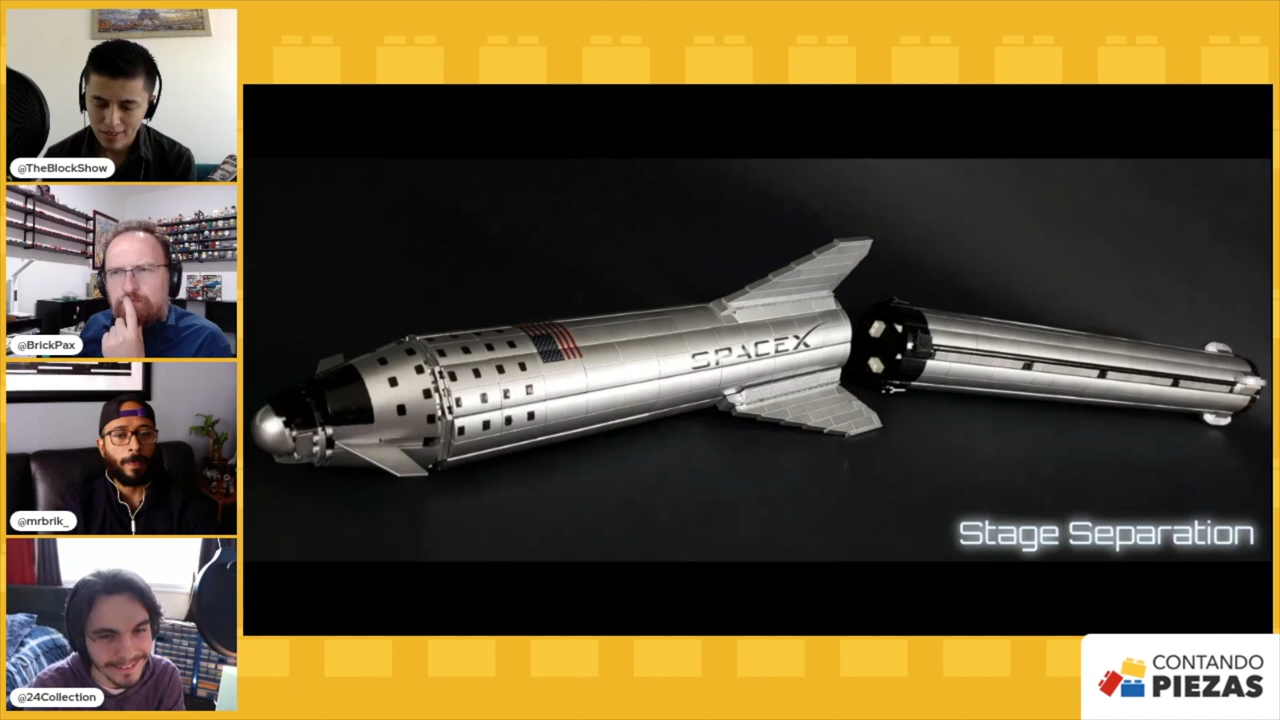 @TheBlockShow
@BrickPax
@mrbrik_
@24Collection
SPACEX
Stage Separation
CONTANDO
PIEZAS